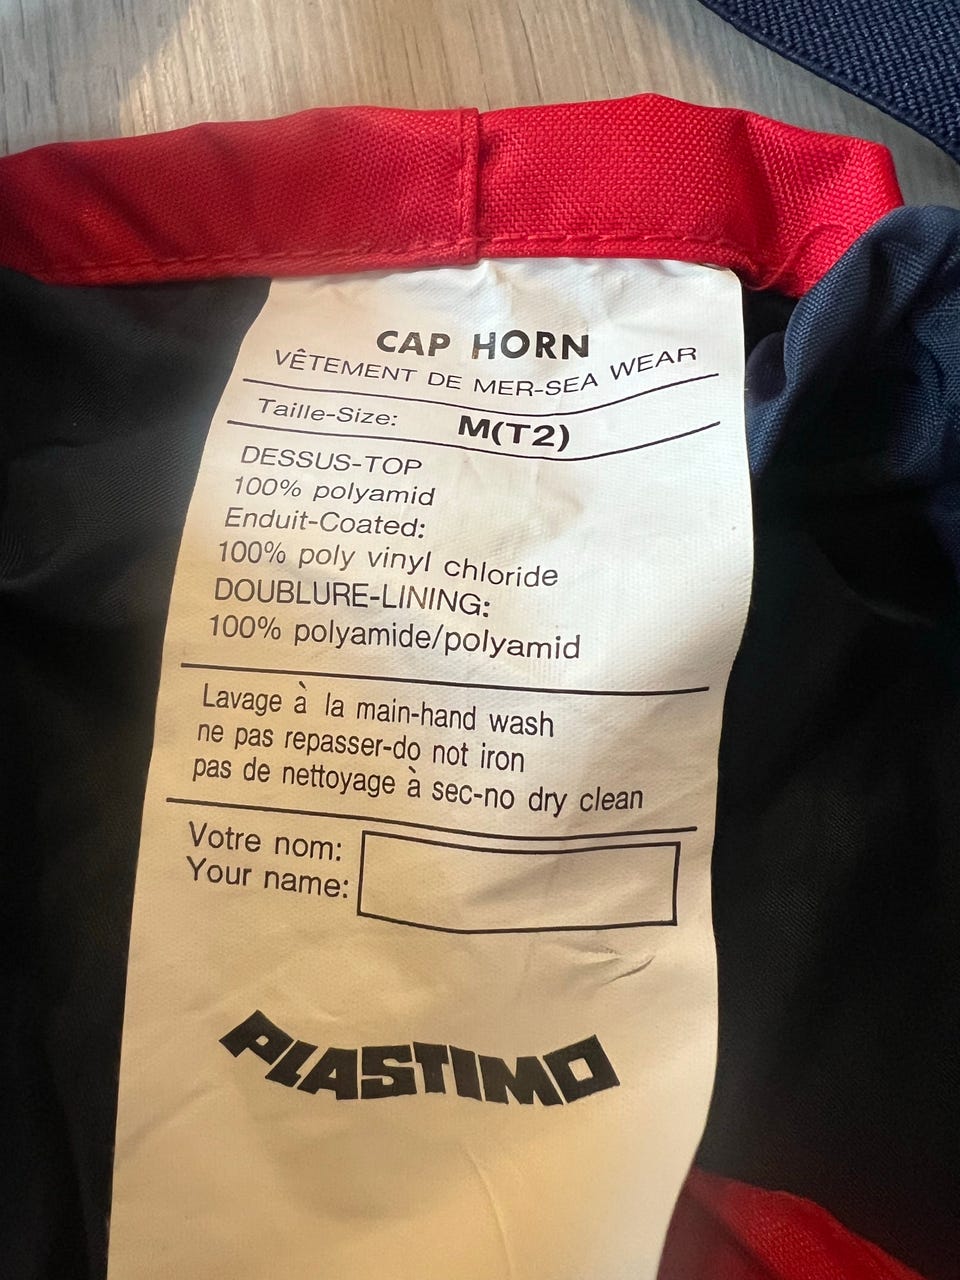 CAP HORN
VÊTEMENT DE MER-SEA WEAR
Taille-Size: M(T2)
DESSUS-TOP
100% polyamid
Enduit-Coated:
100% poly vinyl chloride
DOUBLURE-LINING:
100% polyamide/polyamid
Lavage à la main-hand wash
ne pas repasser-do not iron
pas de nettoyage à sec-no dry clean
Votre nom:
Your name:
PLASTIMO